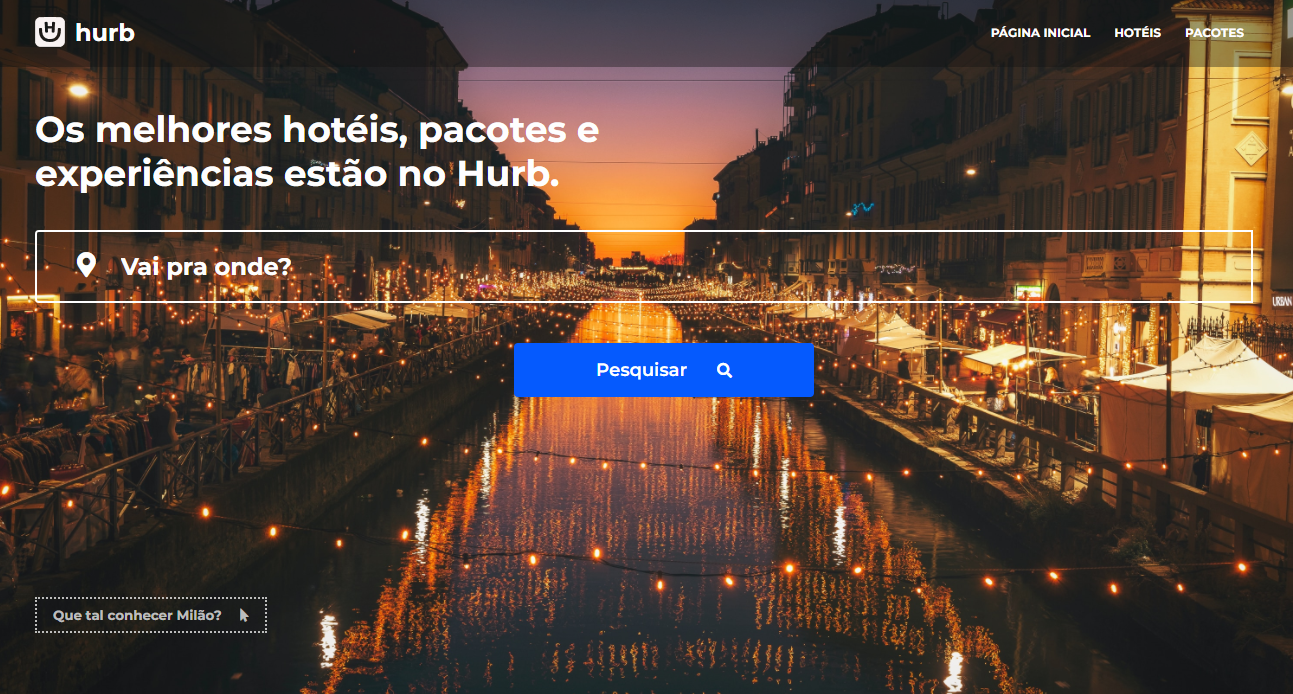 hurb
PÁGINA INICIAL
HOTÉIS
PACOTES
Os melhores hotéis, pacotes e
experiências estão no Hurb.
Vai pra onde?
URBAN
Pesquisar
Que tal conhecer Milão?